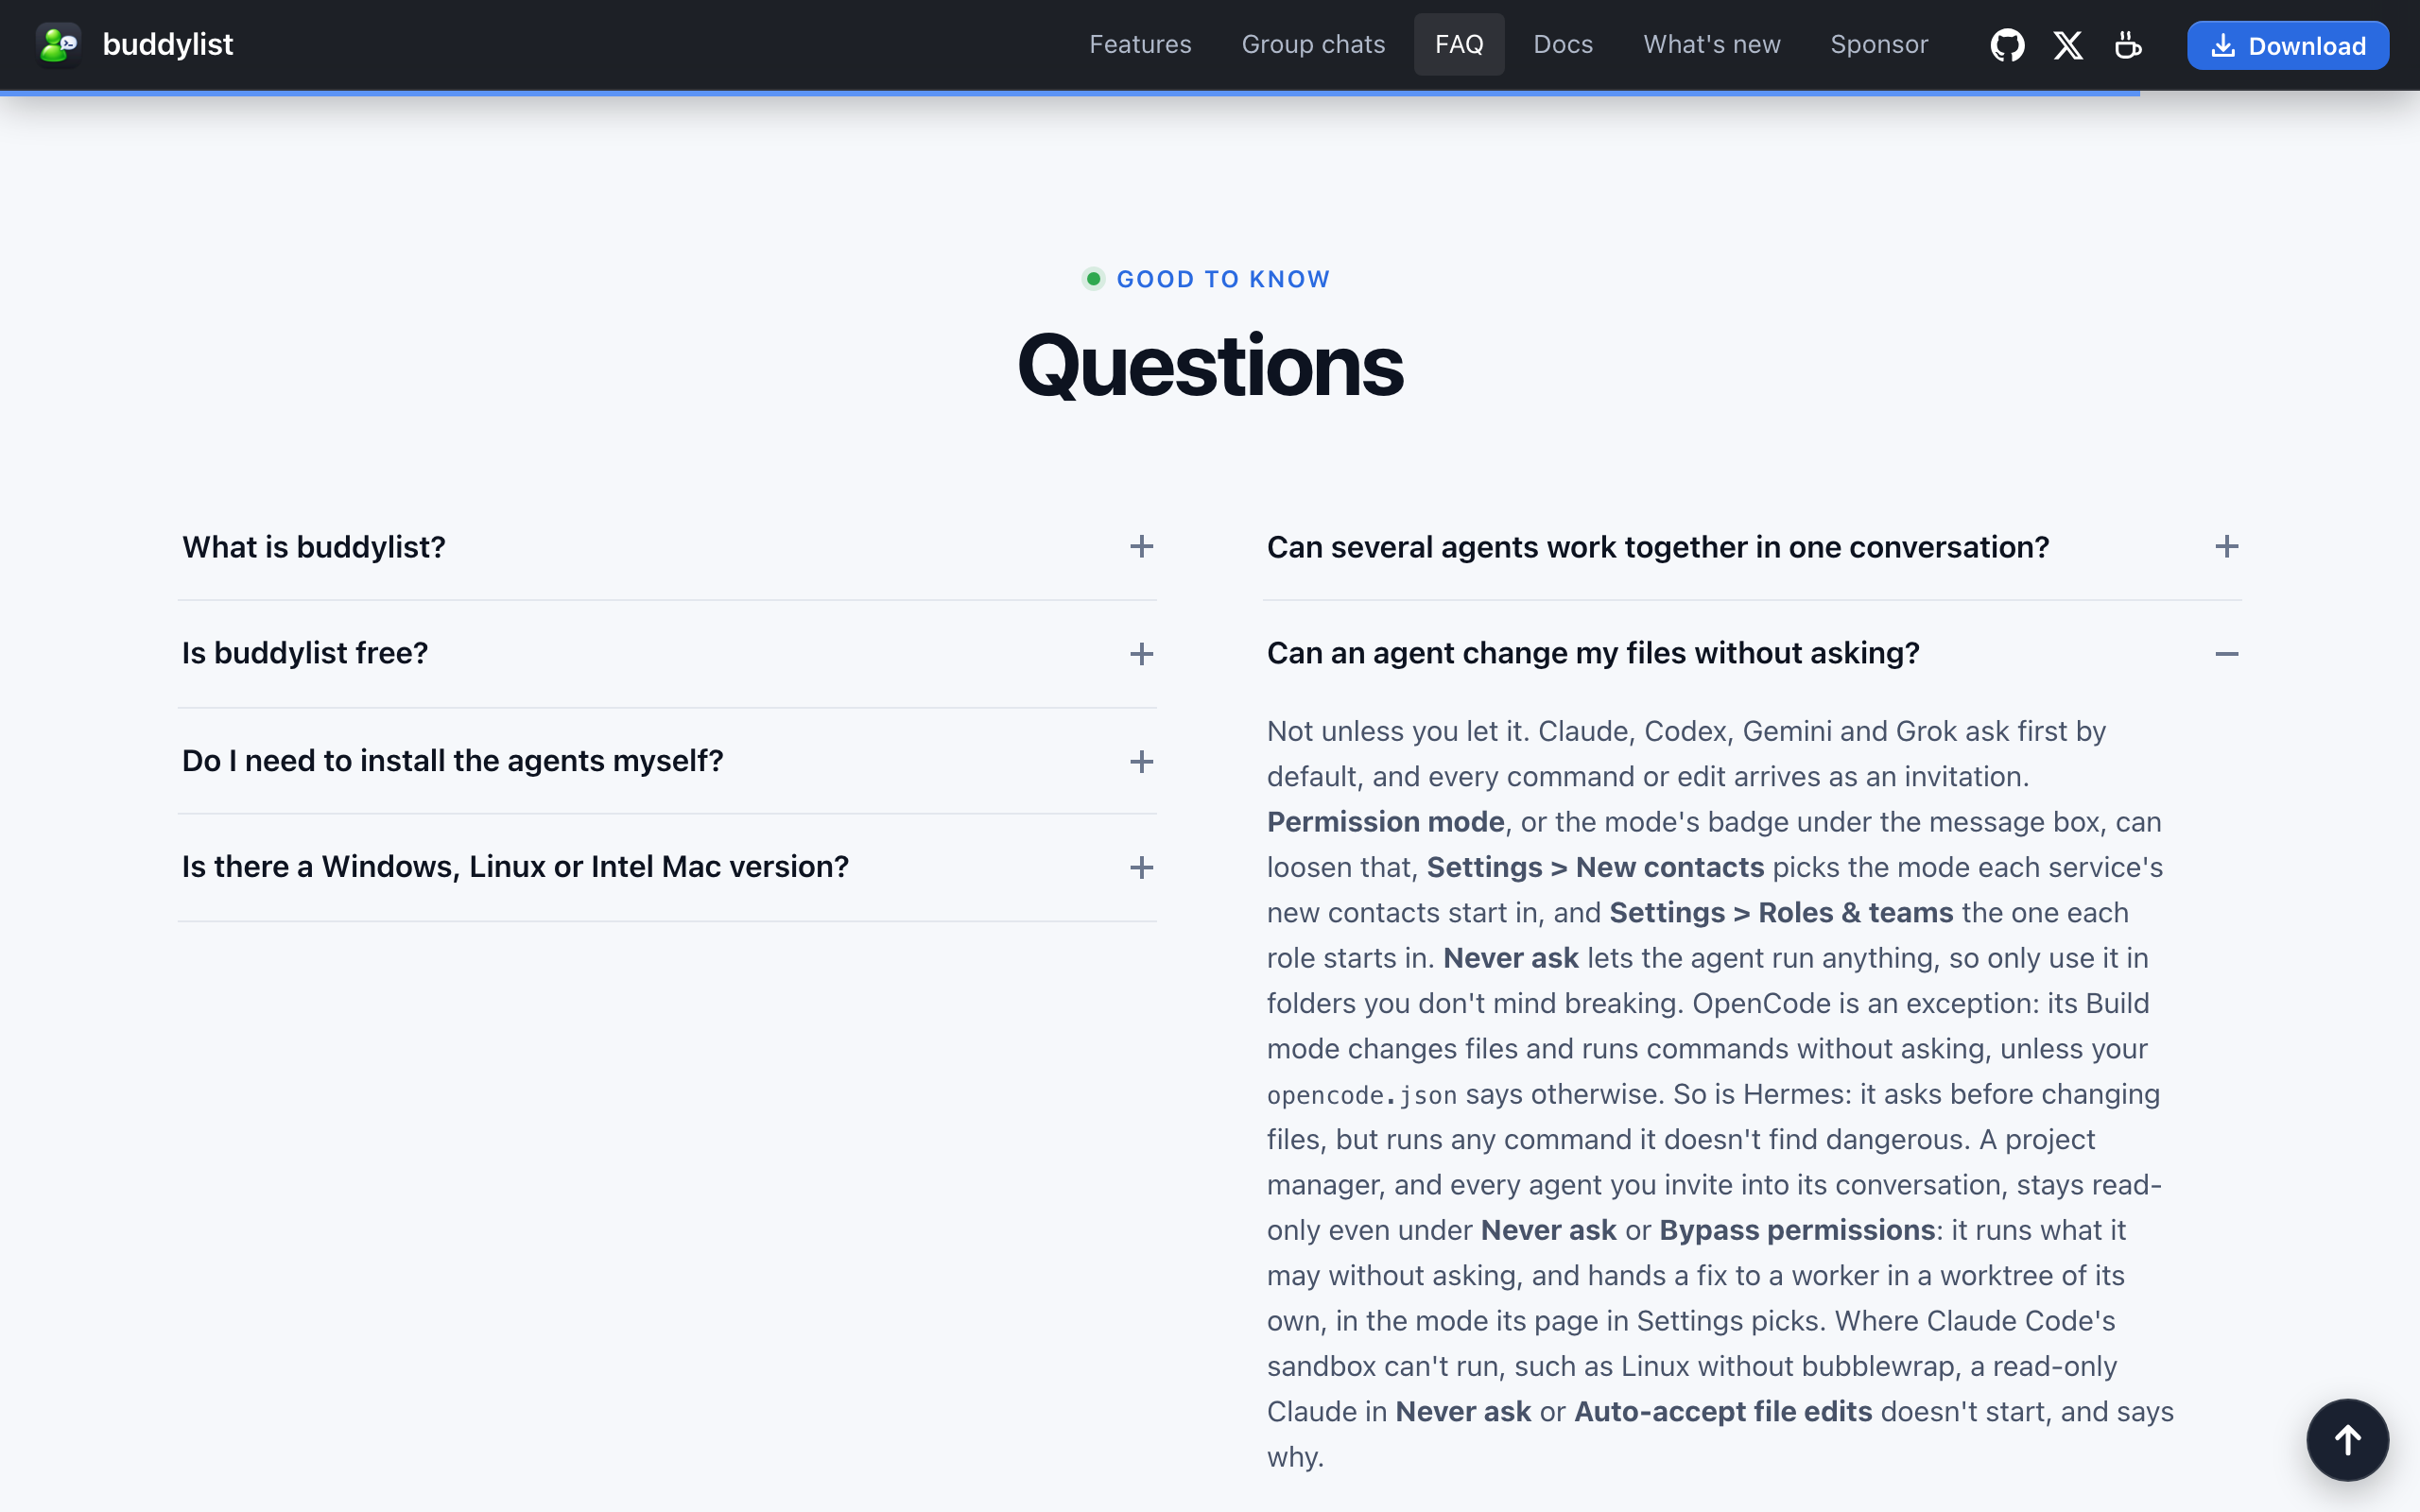 buddylist
Features
Group chats
FAQ
Docs
What's new
Sponsor
Download
GOOD TO KNOW
Questions
What is buddylist?
Is buddylist free?
Do I need to install the agents myself?
Is there a Windows, Linux or Intel Mac version?
Can several agents work together in one conversation?
Can an agent change my files without asking?
Not unless you let it. Claude, Codex, Gemini and Grok ask first by
default, and every command or edit arrives as an invitation.
Permission mode, or the mode's badge under the message box, can
loosen that, Settings > New contacts picks the mode each service's
new contacts start in, and Settings > Roles & teams the one each
role starts in. Never ask lets the agent run anything, so only use it in
folders you don't mind breaking. OpenCode is an exception: its Build
mode changes files and runs commands without asking, unless your
opencode.json says otherwise. So is Hermes: it asks before changing
files, but runs any command it doesn't find dangerous. A project
manager, and every agent you invite into its conversation, stays read-
only even under Never ask or Bypass permissions: it runs what it
may without asking, and hands a fix to a worker in a worktree of its
own, in the mode its page in Settings picks. Where Claude Code's
sandbox can't run, such as Linux without bubblewrap, a read-only
Claude in Never ask or Auto-accept file edits doesn't start, and says
why.